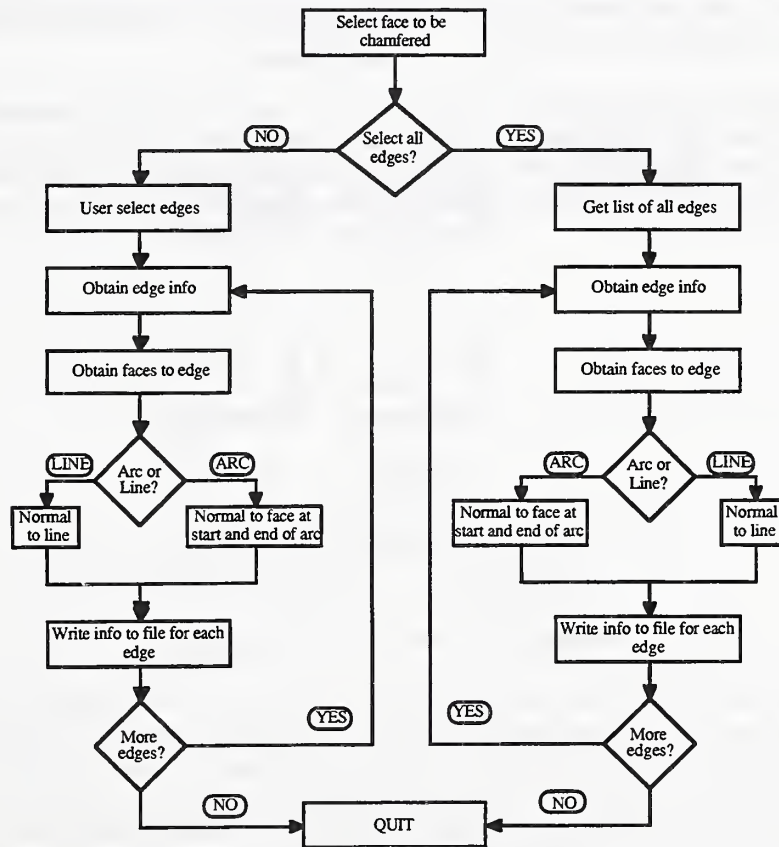 Select face to be
chamfered
NO
Select all
edges?
YES
User select edges
Get list of all edges
Obtain edge info
Obtain edge info
Obtain faces to edge
Obtain faces to edge
LINE
Arc or
Line?
ARC
ARC
Arc or
Line?
LINE
Normal
to line
Normal to face at
start and end of arc
Normal to face at
start and end of arc
Normal
to line
Write info to file for each
edge
Write info to file for each
edge
More
edges?
YES
YES
More
edges?
NO
QUIT
NO